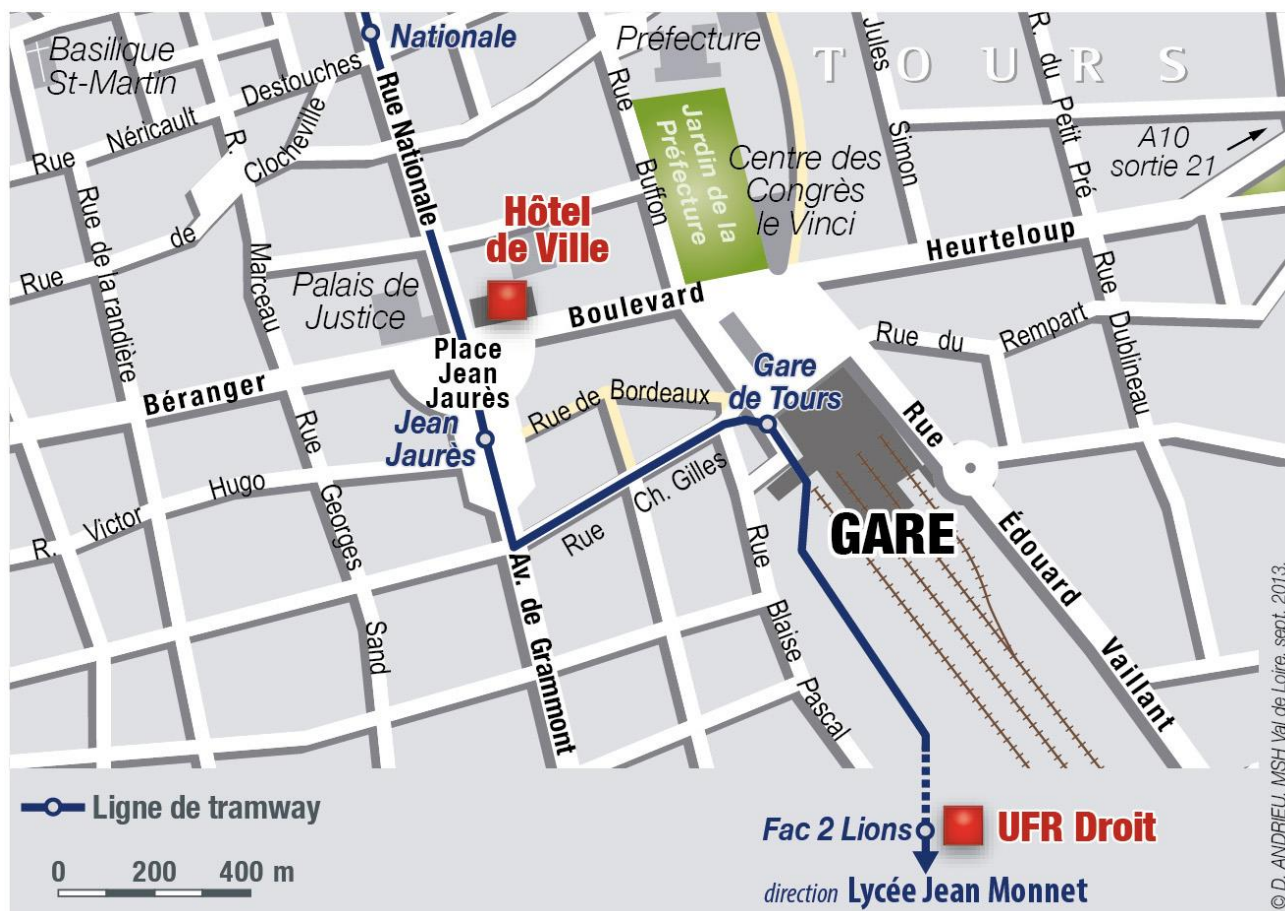 Basilique
St-Martin
Nationale
Préfecture
TOURS
Rue Néricault Destouches
Rue Nationale
Rue de Clocheville
R. Marceau
Rue de la randière
Rue Buffon
Jardin de la
Préfecture
Centre des
Congrès
le Vinci
Jules Simon
R. du Petit Pré
A10
sortie 21
Hôtel
de Ville
Palais de
Justice
Boulevard Heurteloup
Béranger
Place
Jean
Jaurès
Jean
Jaurès
Rue de Bordeaux
Gare
de Tours
Rue du Rempart
Rue Dublineau
R. Victor Hugo
Rue Georges Sand
Rue Ch. Gilles
Rue Blaise Pascal
Av. de Grammont
GARE
Rue Édouard Vaillant
Ligne de tramway
0 200 400 m
Fac 2 Lions
UFR Droit
direction Lycée Jean Monnet
© D. ANDRIEU, MSH Val de Loire, sept. 2013.